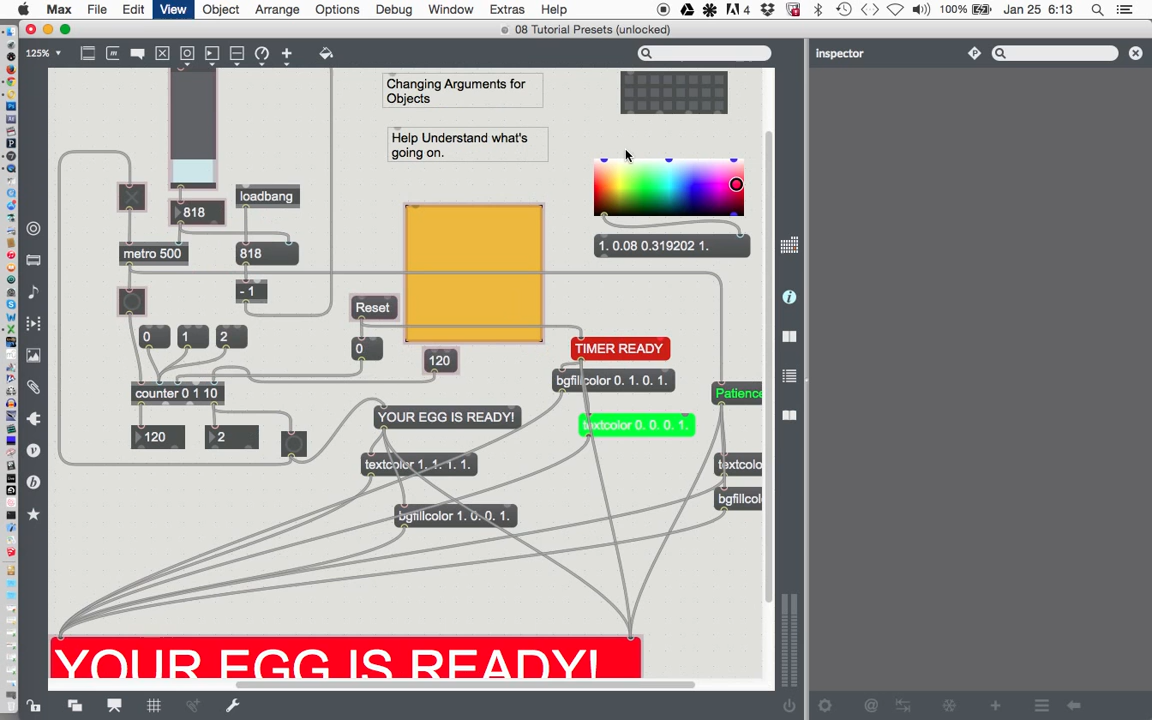 Max File Edit View Object Arrange Options Debug Window Extras Help 4 100% Jan 25 6:13
08 Tutorial Presets (unlocked)
125%
inspector
Changing Arguments for
Objects
Help Understand what's
going on.
loadbang
818
1. 0.08 0.319202 1.
metro 500
818
- 1
Reset
0
1
2
0
TIMER READY
120
bgfillcolor 0. 1. 0. 1.
counter 0 1 10
Patience
YOUR EGG IS READY!
textcolor 0. 0. 0. 1.
120
2
textcolor 1. 1. 1. 1.
textcolo
bgfillcol
bgfillcolor 1. 0. 0. 1.
YOUR EGG IS READY!